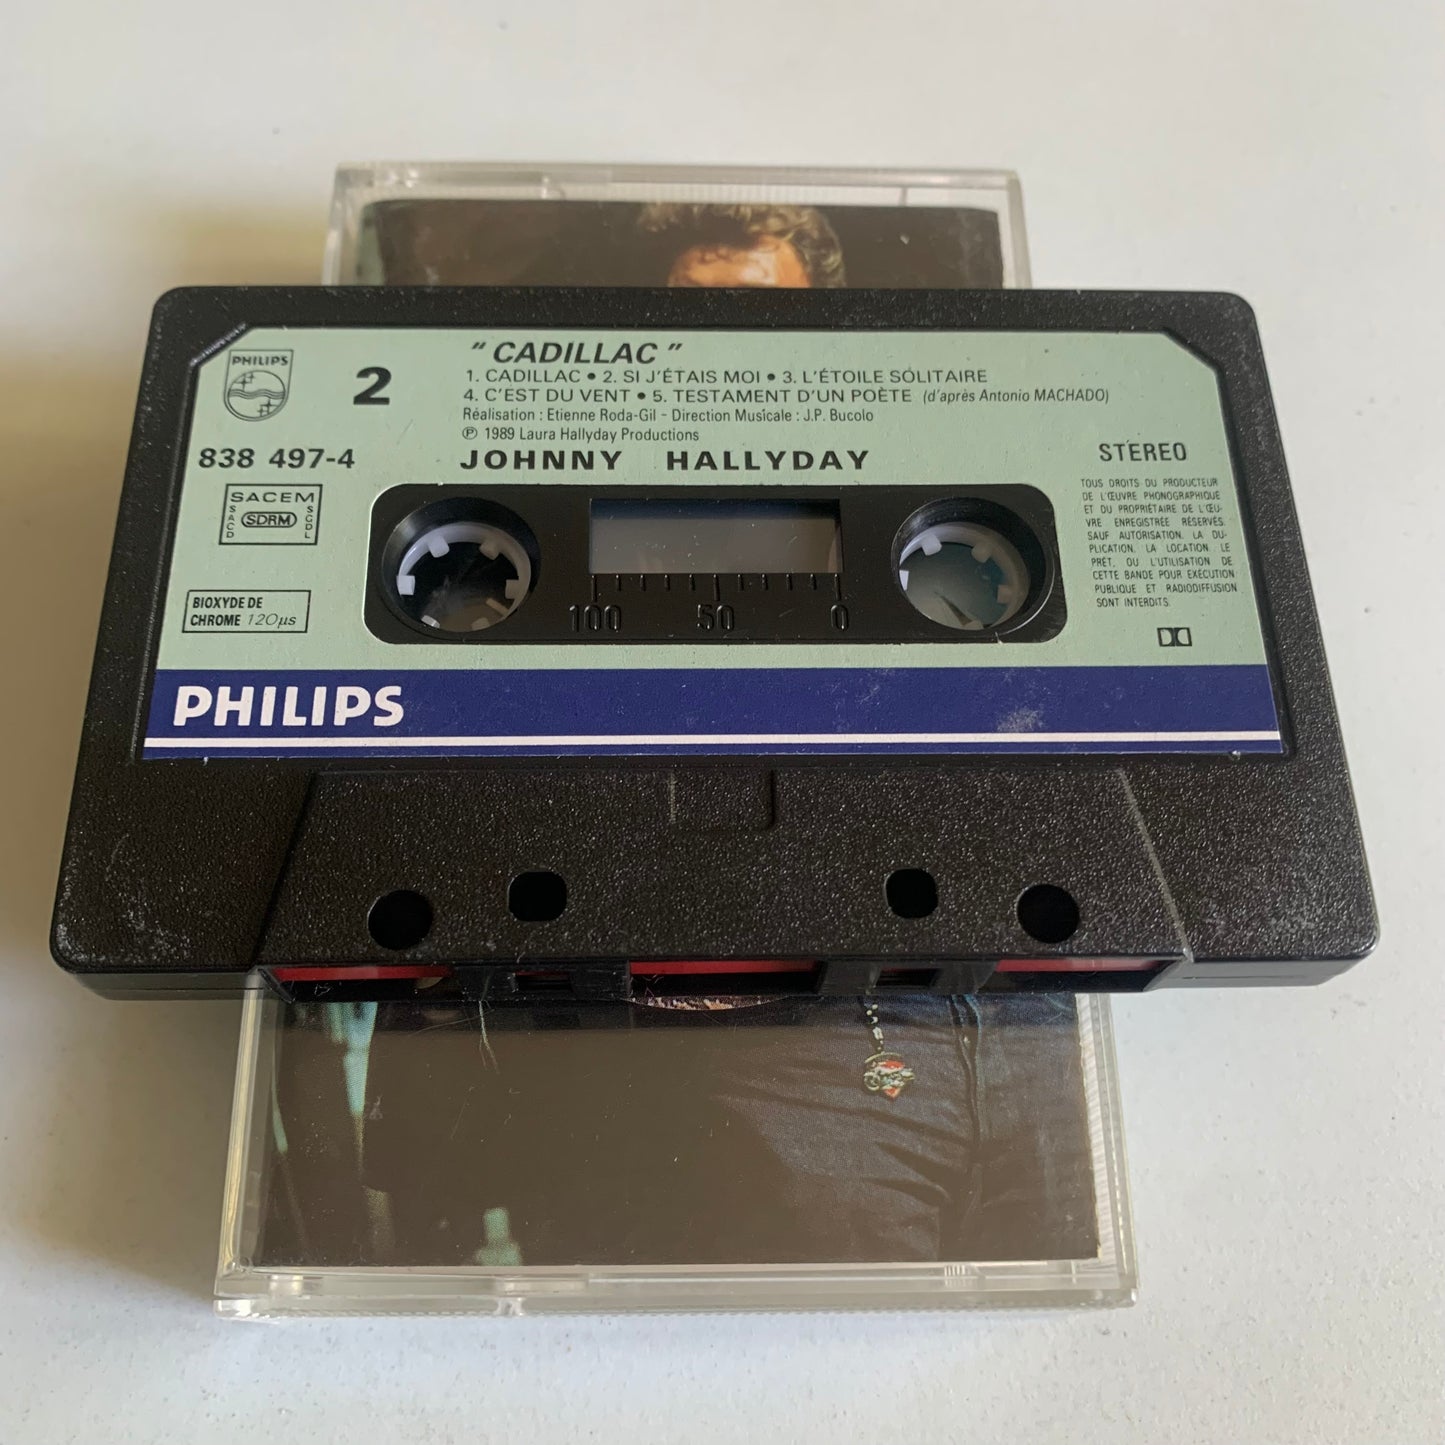 PHILIPS
2
" CADILLAC "
1. CADILLAC • 2. SI J'ÉTAIS MOI • 3. L'ÉTOILE SOLITAIRE
4. C'EST DU VENT • 5. TESTAMENT D'UN POÈTE (d'après Antonio MACHADO)
Réalisation : Etienne Roda-Gil - Direction Musicale : J.P. Bucolo
℗ 1989 Laura Hallyday Productions
838 497-4
JOHNNY HALLYDAY
STÉREO
SACEM
SACD
SDRM
SGDL
BIOXYDE DE
CHROME 120µs
100 50 0
TOUS DROITS DU PRODUCTEUR
DE L'ŒUVRE PHONOGRAPHIQUE
ET DU PROPRIÉTAIRE DE L'ŒU-
VRE ENREGISTRÉE RÉSERVÉS.
SAUF AUTORISATION, LA DU-
PLICATION, LA LOCATION, LE
PRÊT, OU L'UTILISATION DE
CETTE BANDE POUR EXÉCUTION
PUBLIQUE ET RADIODIFFUSION
SONT INTERDITS.
PHILIPS